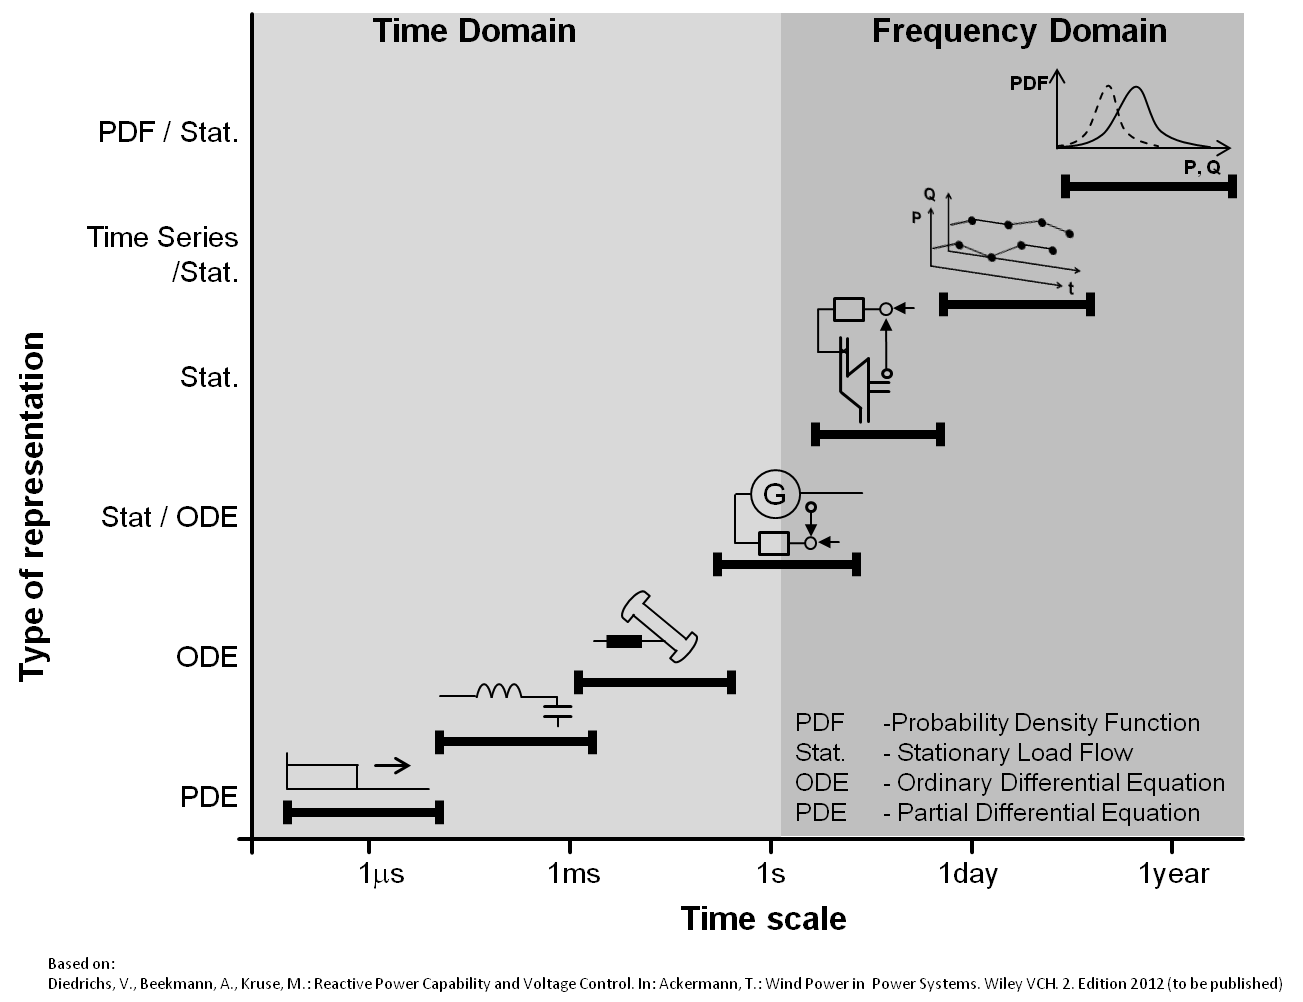 Time Domain
Frequency Domain
PDF
P, Q
PDF / Stat.
Q
P
t
Time Series
/Stat.
Stat.
G
Stat / ODE
ODE
PDE
Type of representation
PDF -Probability Density Function
Stat. - Stationary Load Flow
ODE - Ordinary Differential Equation
PDE - Partial Differential Equation
1μs 1ms 1s 1day 1year
Time scale
Based on:
Diedrichs, V., Beekmann, A., Kruse, M.: Reactive Power Capability and Voltage Control. In: Ackermann, T.: Wind Power in Power Systems. Wiley VCH. 2. Edition 2012 (to be published)